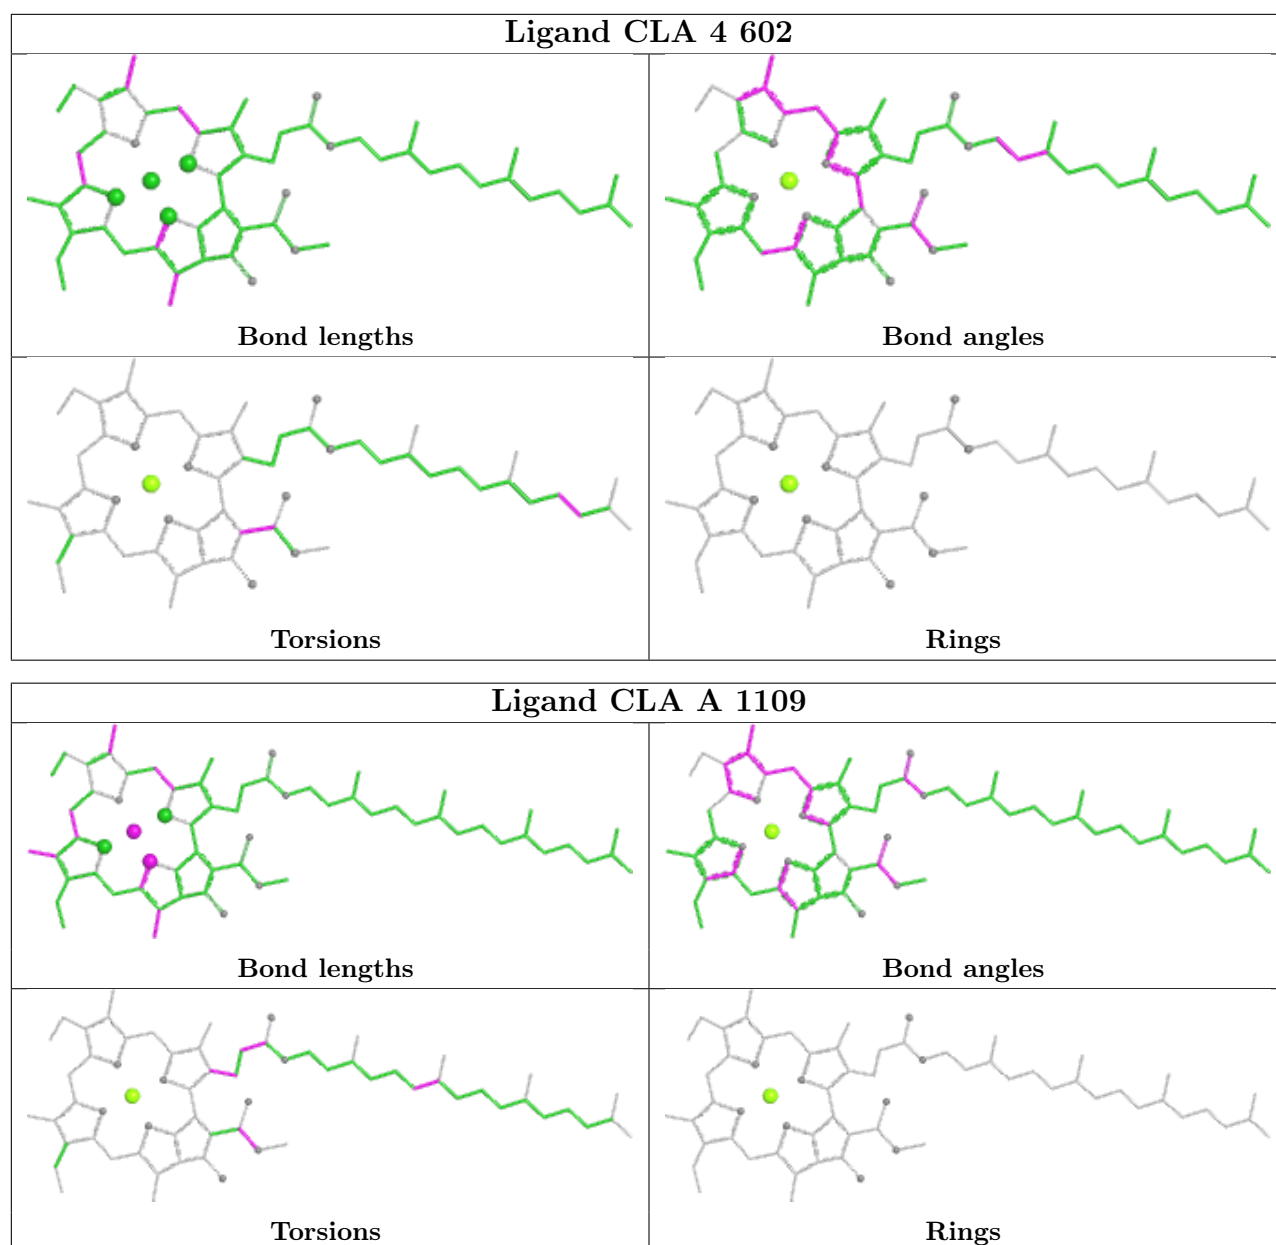 Ligand CLA 4 602
Bond lengths
Bond angles
Torsions
Rings
Ligand CLA A 1109
Bond lengths
Bond angles
Torsions
Rings